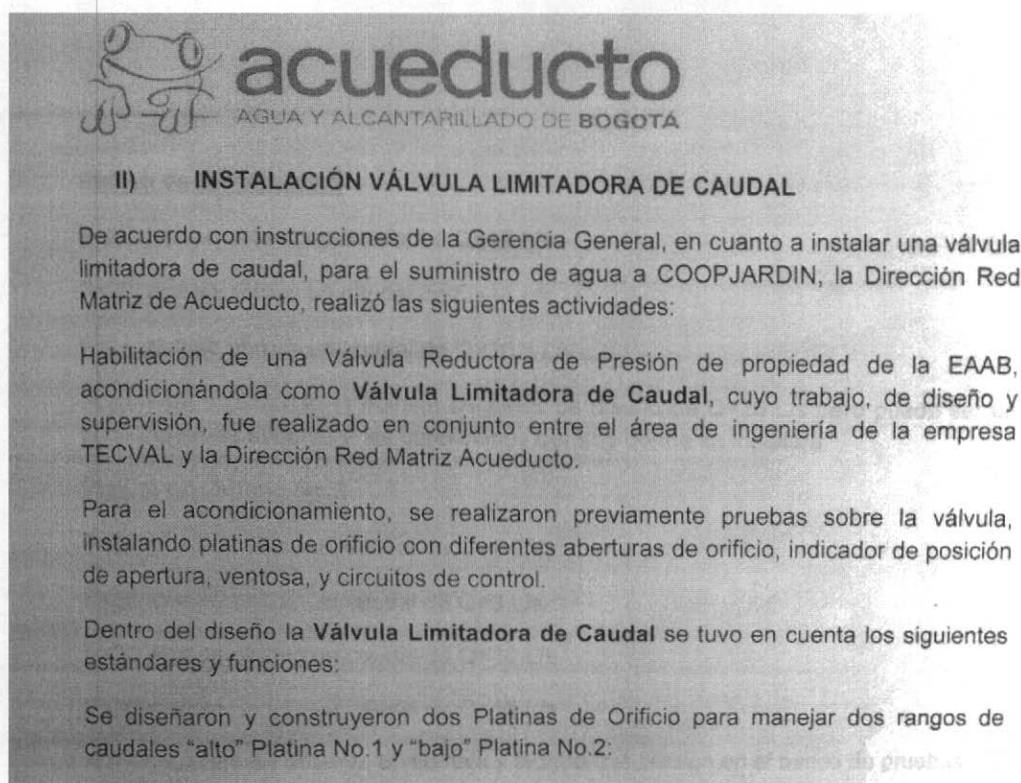 acueducto
AGUA Y ALCANTARILLADO DE BOGOTÁ
II) INSTALACIÓN VÁLVULA LIMITADORA DE CAUDAL
De acuerdo con instrucciones de la Gerencia General, en cuanto a instalar una válvula
limitadora de caudal, para el suministro de agua a COOPJARDIN, la Dirección Red
Matriz de Acueducto, realizó las siguientes actividades:
Habilitación de una Válvula Reductora de Presión de propiedad de la EAAB,
acondicionándola como Válvula Limitadora de Caudal, cuyo trabajo, de diseño y
supervisión, fue realizado en conjunto entre el área de ingeniería de la empresa
TECVAL y la Dirección Red Matriz Acueducto.
Para el acondicionamiento, se realizaron previamente pruebas sobre la válvula,
instalando platinas de orificio con diferentes aberturas de orificio, indicador de posición
de apertura, ventosa, y circuitos de control.
Dentro del diseño la Válvula Limitadora de Caudal se tuvo en cuenta los siguientes
estándares y funciones:
Se diseñaron y construyeron dos Platinas de Orificio para manejar dos rangos de
caudales “alto” Platina No.1 y “bajo” Platina No.2: